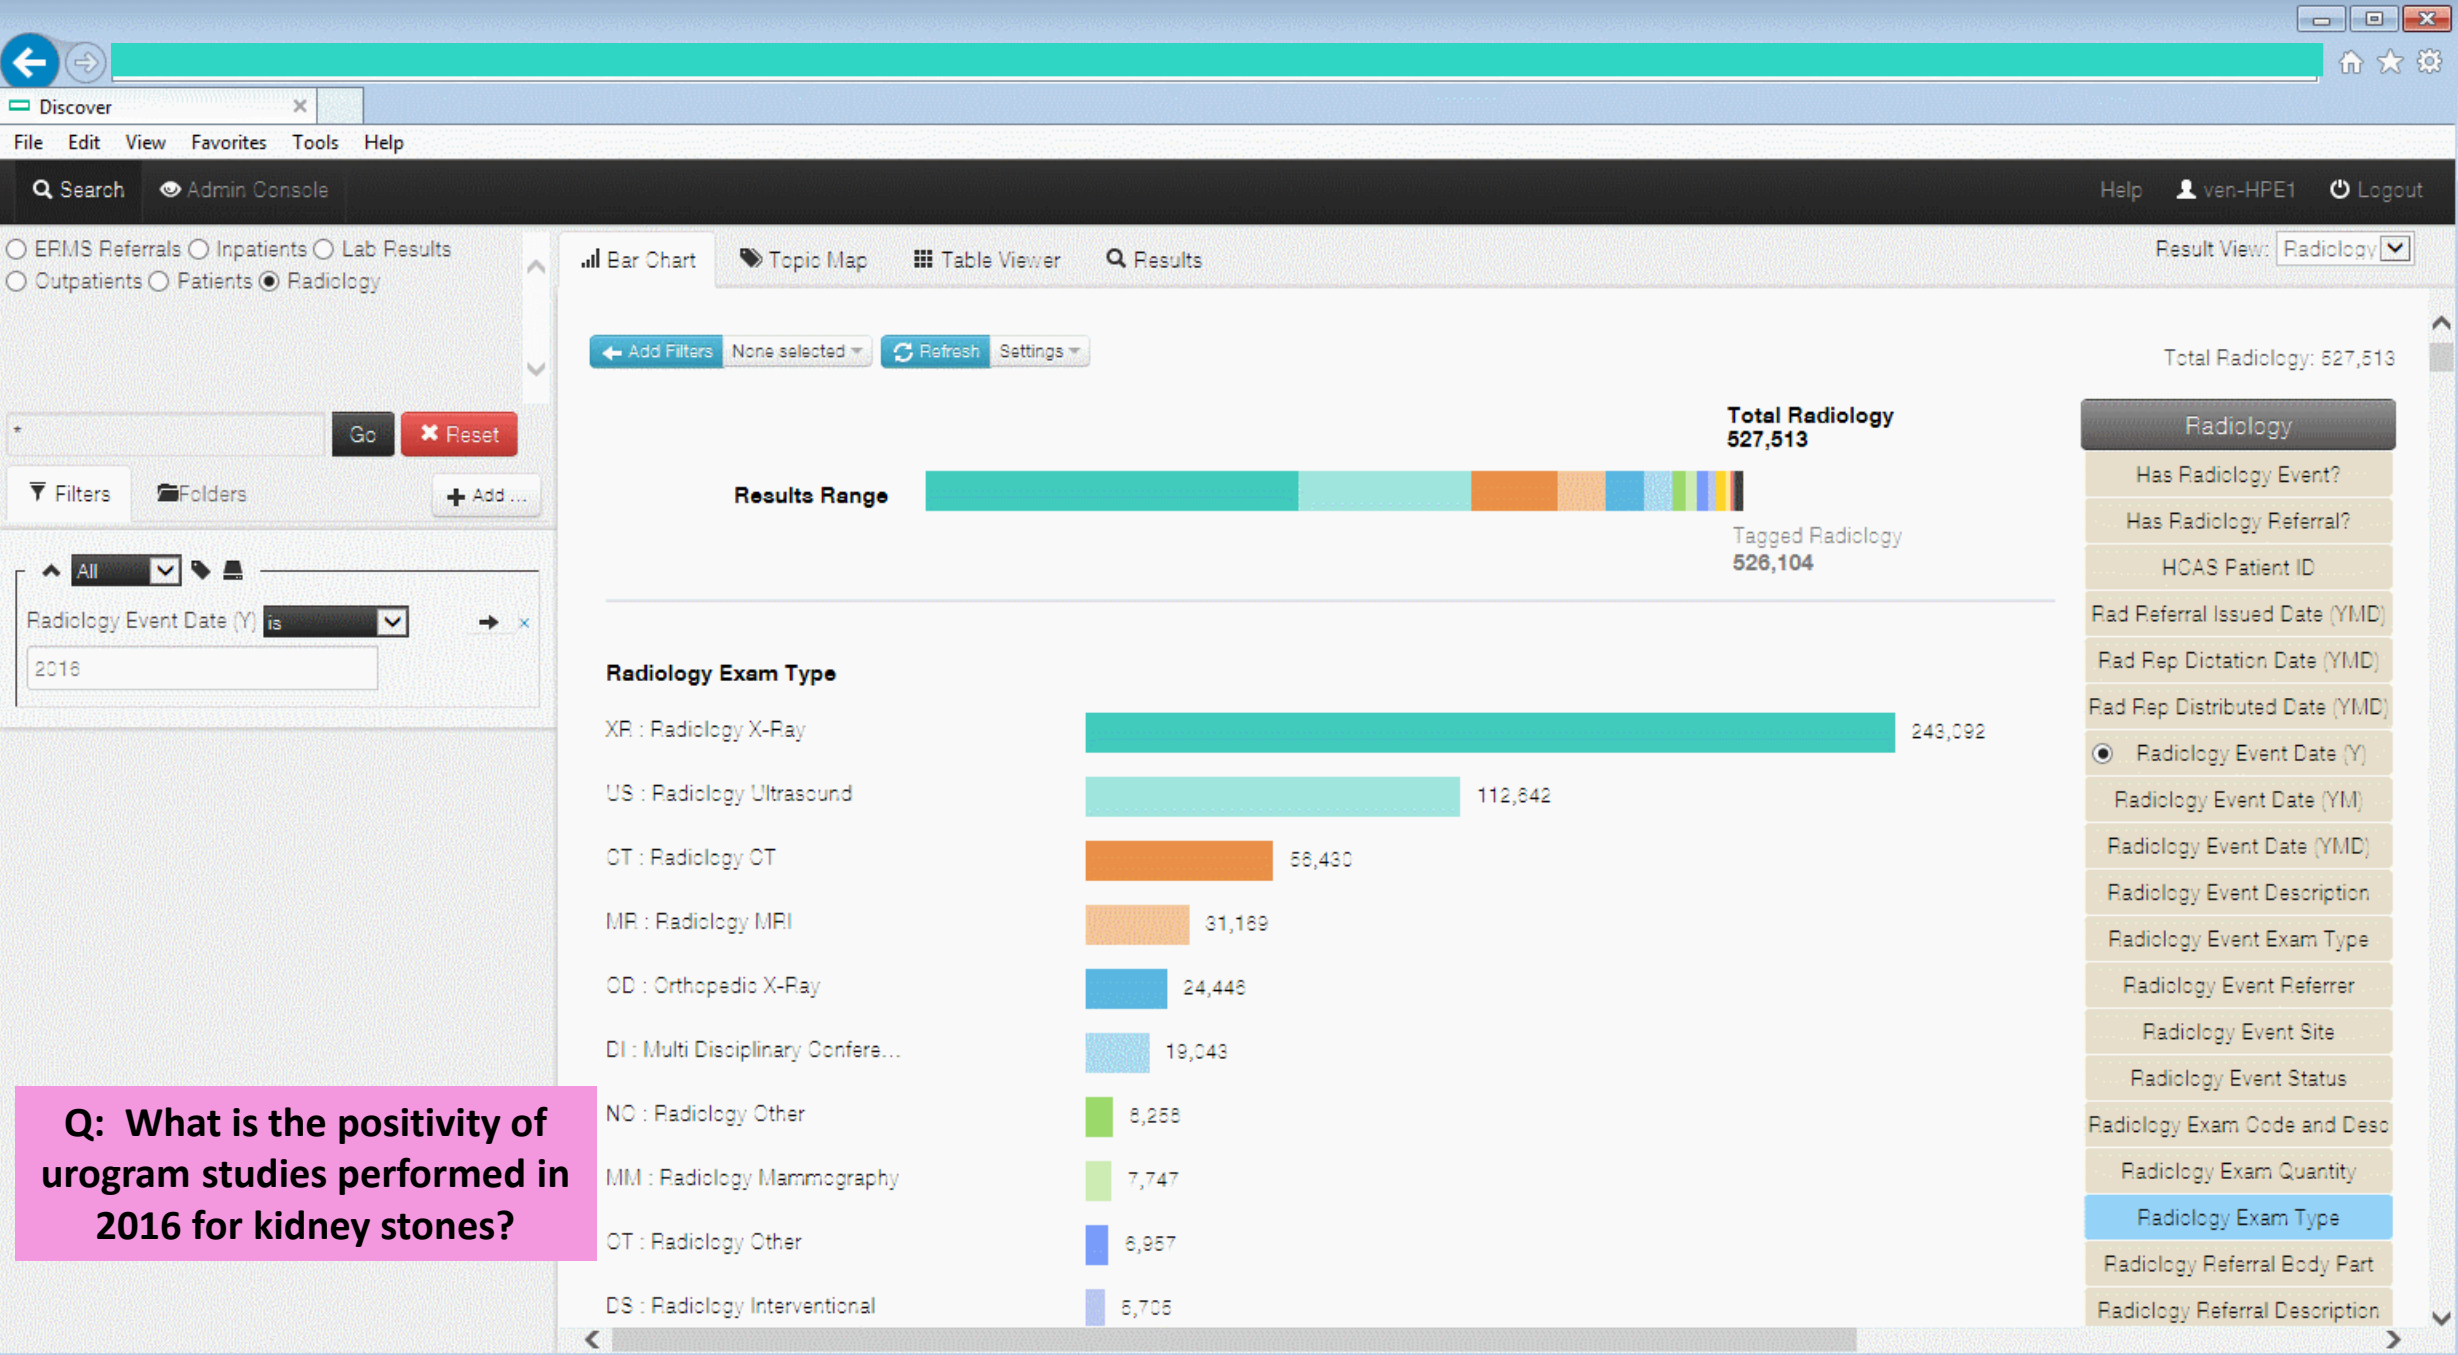 Discover
File Edit View Favorites Tools Help
Search Admin Console Help ven-HPE1 Logout
ERMS Referrals Inpatients Lab Results
Outpatients Patients Radiology
Bar Chart Topic Map Table Viewer Results
Result View: Radiology
Add Filters None selected Refresh Settings
Total Radiology: 527,513
* Go Reset
Filters Folders + Add ...
All
Radiology Event Date (Y) is
2016
Total Radiology
527,513
Results Range
Tagged Radiology
526,104
Radiology Exam Type
XR : Radiology X-Ray 243,092
US : Radiology Ultrasound 112,642
CT : Radiology CT 56,430
MR : Radiology MRI 31,169
OD : Orthopedic X-Ray 24,446
DI : Multi Disciplinary Confere... 19,043
NO : Radiology Other
MM : Radiology Mammography 7,747
OT : Radiology Other 6,957
DS : Radiology Interventional 5,705
Radiology
Has Radiology Event?
Has Radiology Referral?
HCAS Patient ID
Rad Referral Issued Date (YMD)
Rad Rep Dictation Date (YMD)
Rad Rep Distributed Date (YMD)
Radiology Event Date (Y)
Radiology Event Date (YM)
Radiology Event Date (YMD)
Radiology Event Description
Radiology Event Exam Type
Radiology Event Referrer
Radiology Event Site
Radiology Event Status
Radiology Exam Code and Desc
Radiology Exam Quantity
Radiology Exam Type
Radiology Referral Body Part
Radiology Referral Description
Q: What is the positivity of
urogram studies performed in
2016 for kidney stones?